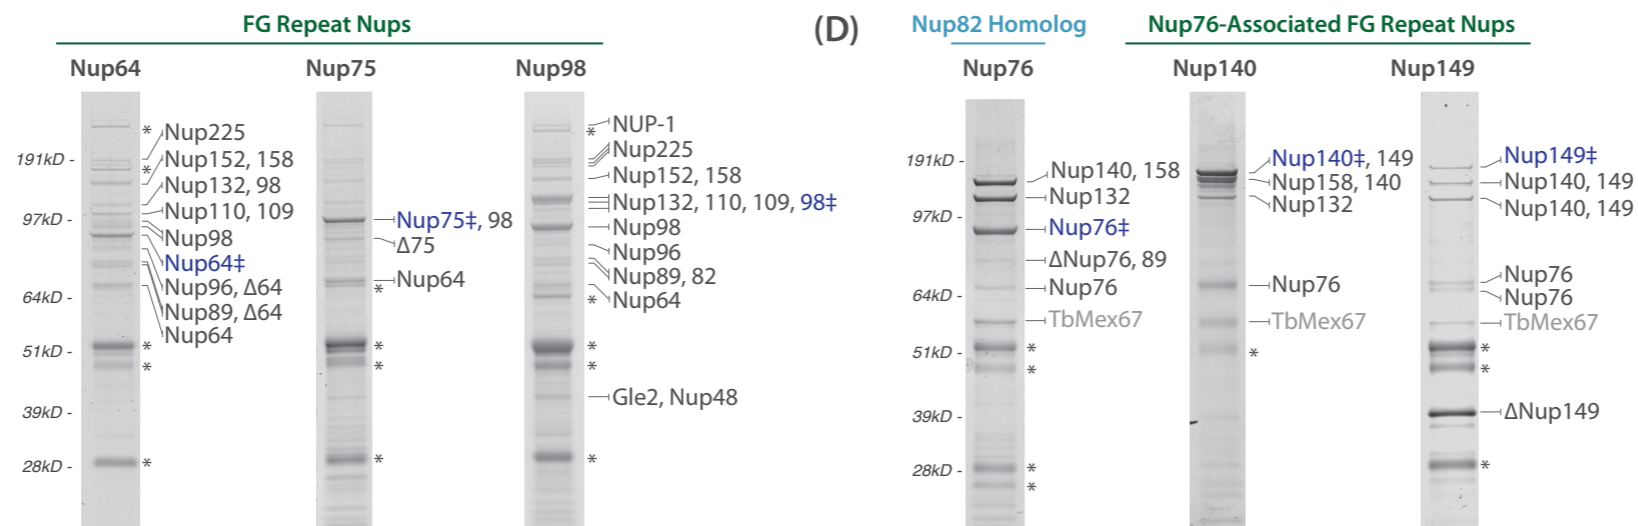 FG Repeat Nups
Nup64
Nup75
Nup98
191kD -
97kD -
64kD -
51kD -
39kD -
28kD -
*
Nup225
Nup152, 158
*
Nup132, 98
Nup110, 109
Nup98
Nup64‡
Nup96, Δ64
Nup89, Δ64
Nup64
*
*
*
Nup75‡, 98
Δ75
Nup64
*
*
*
*
NUP-1
*
Nup225
Nup152, 158
Nup132, 110, 109, 98‡
Nup98
Nup96
Nup89, 82
Nup64
*
*
Gle2, Nup48
*
(D)
Nup82 Homolog
Nup76-Associated FG Repeat Nups
Nup76
Nup140
Nup149
191kD -
97kD -
64kD -
51kD -
39kD -
28kD -
Nup140, 158
Nup132
Nup76‡
ΔNup76, 89
Nup76
TbMex67
*
*
*
*
Nup140‡, 149
Nup158, 140
Nup132
Nup76
TbMex67
*
Nup149‡
Nup140, 149
Nup140, 149
Nup76
Nup76
TbMex67
*
*
ΔNup149
*